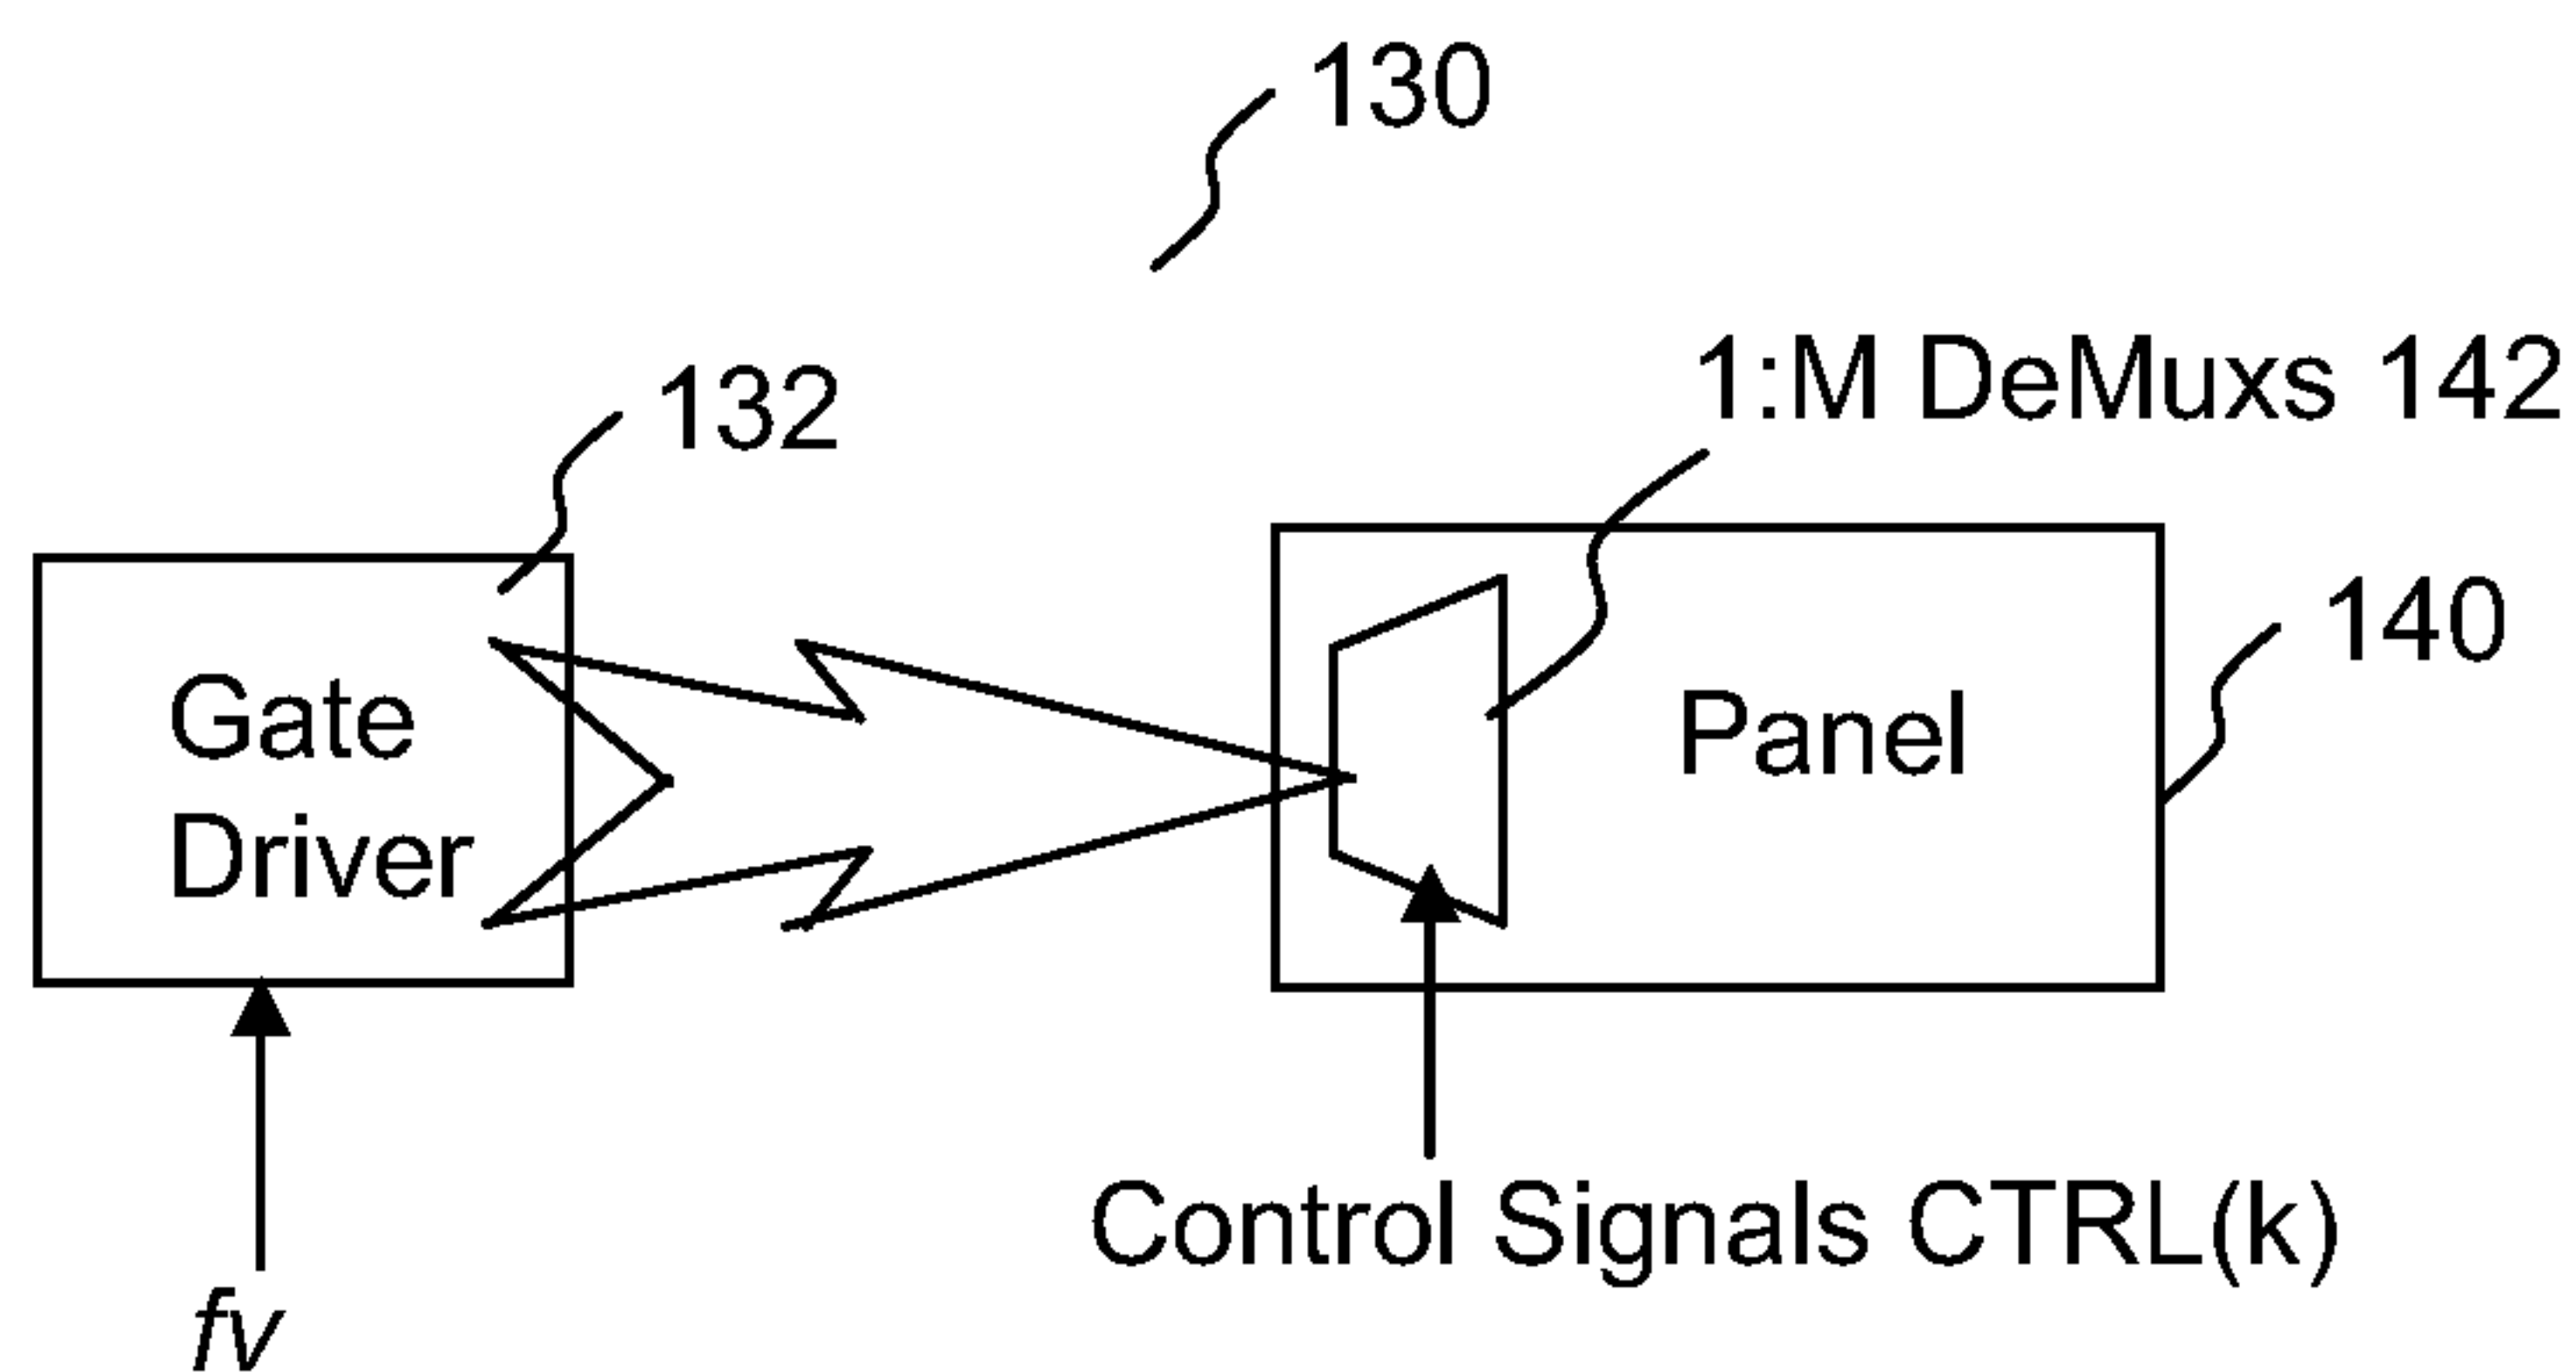 130
132
1:M DeMuxs 142
140
Gate
Driver
Panel
Control Signals CTRL(k)
fv